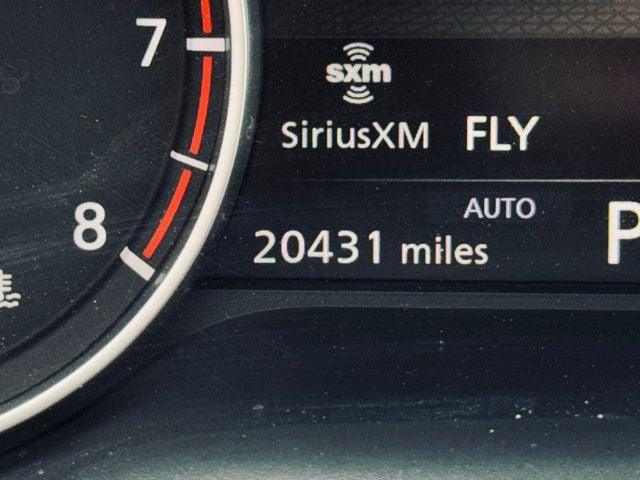 7
sxm
SiriusXM FLY
AUTO
8
20431 miles P